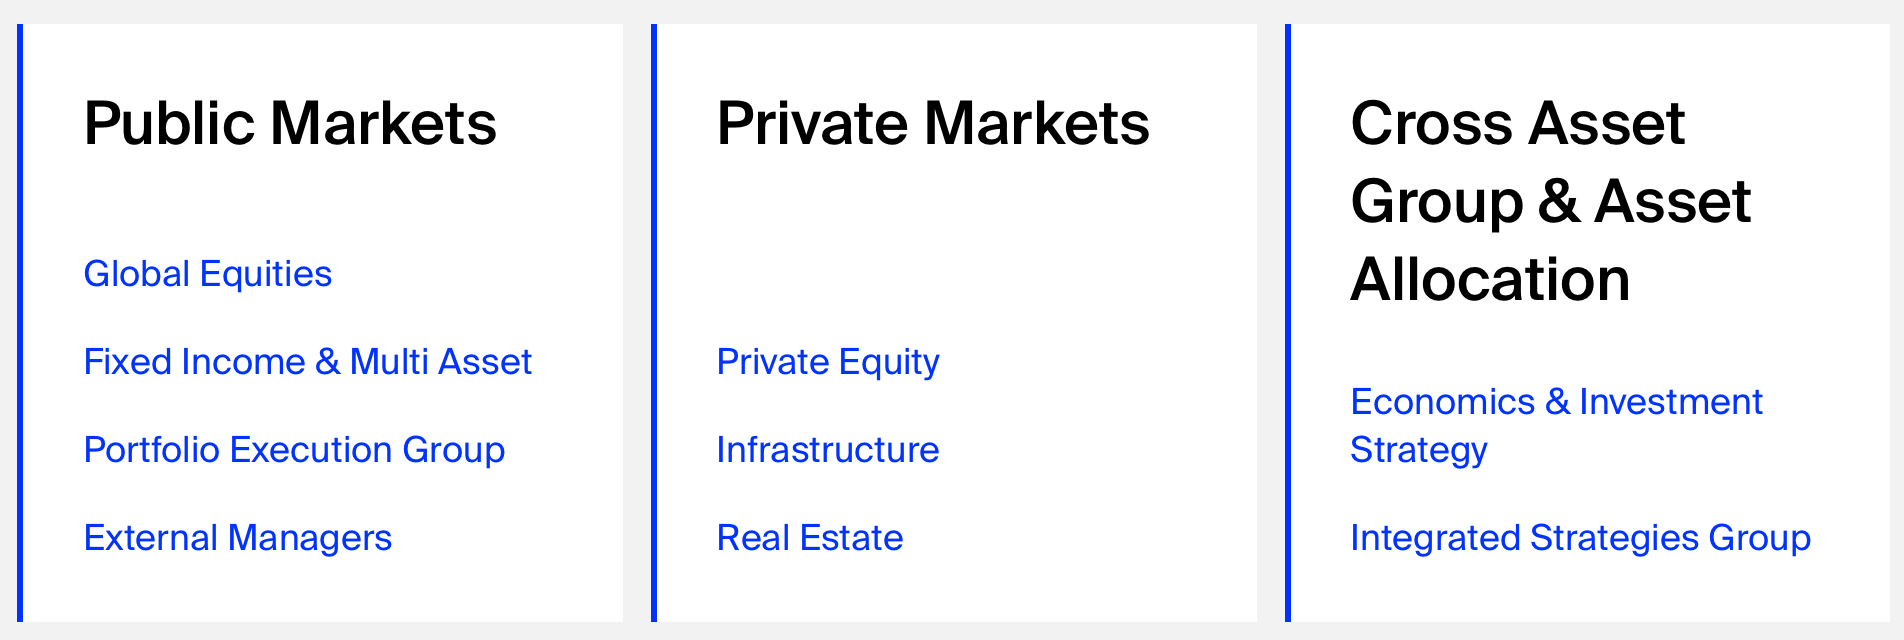 Public Markets
Global Equities
Fixed Income & Multi Asset
Portfolio Execution Group
External Managers
Private Markets
Private Equity
Infrastructure
Real Estate
Cross Asset
Group & Asset
Allocation
Economics & Investment
Strategy
Integrated Strategies Group